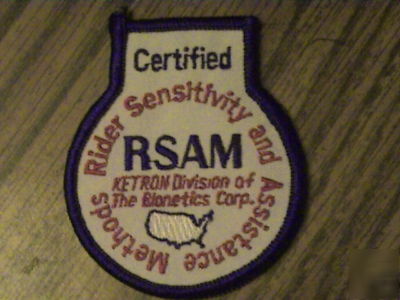 Certified
Rider Sensitivity and Assistance Methods
RSAM
KETRON Division of
The Bionetics Corp.